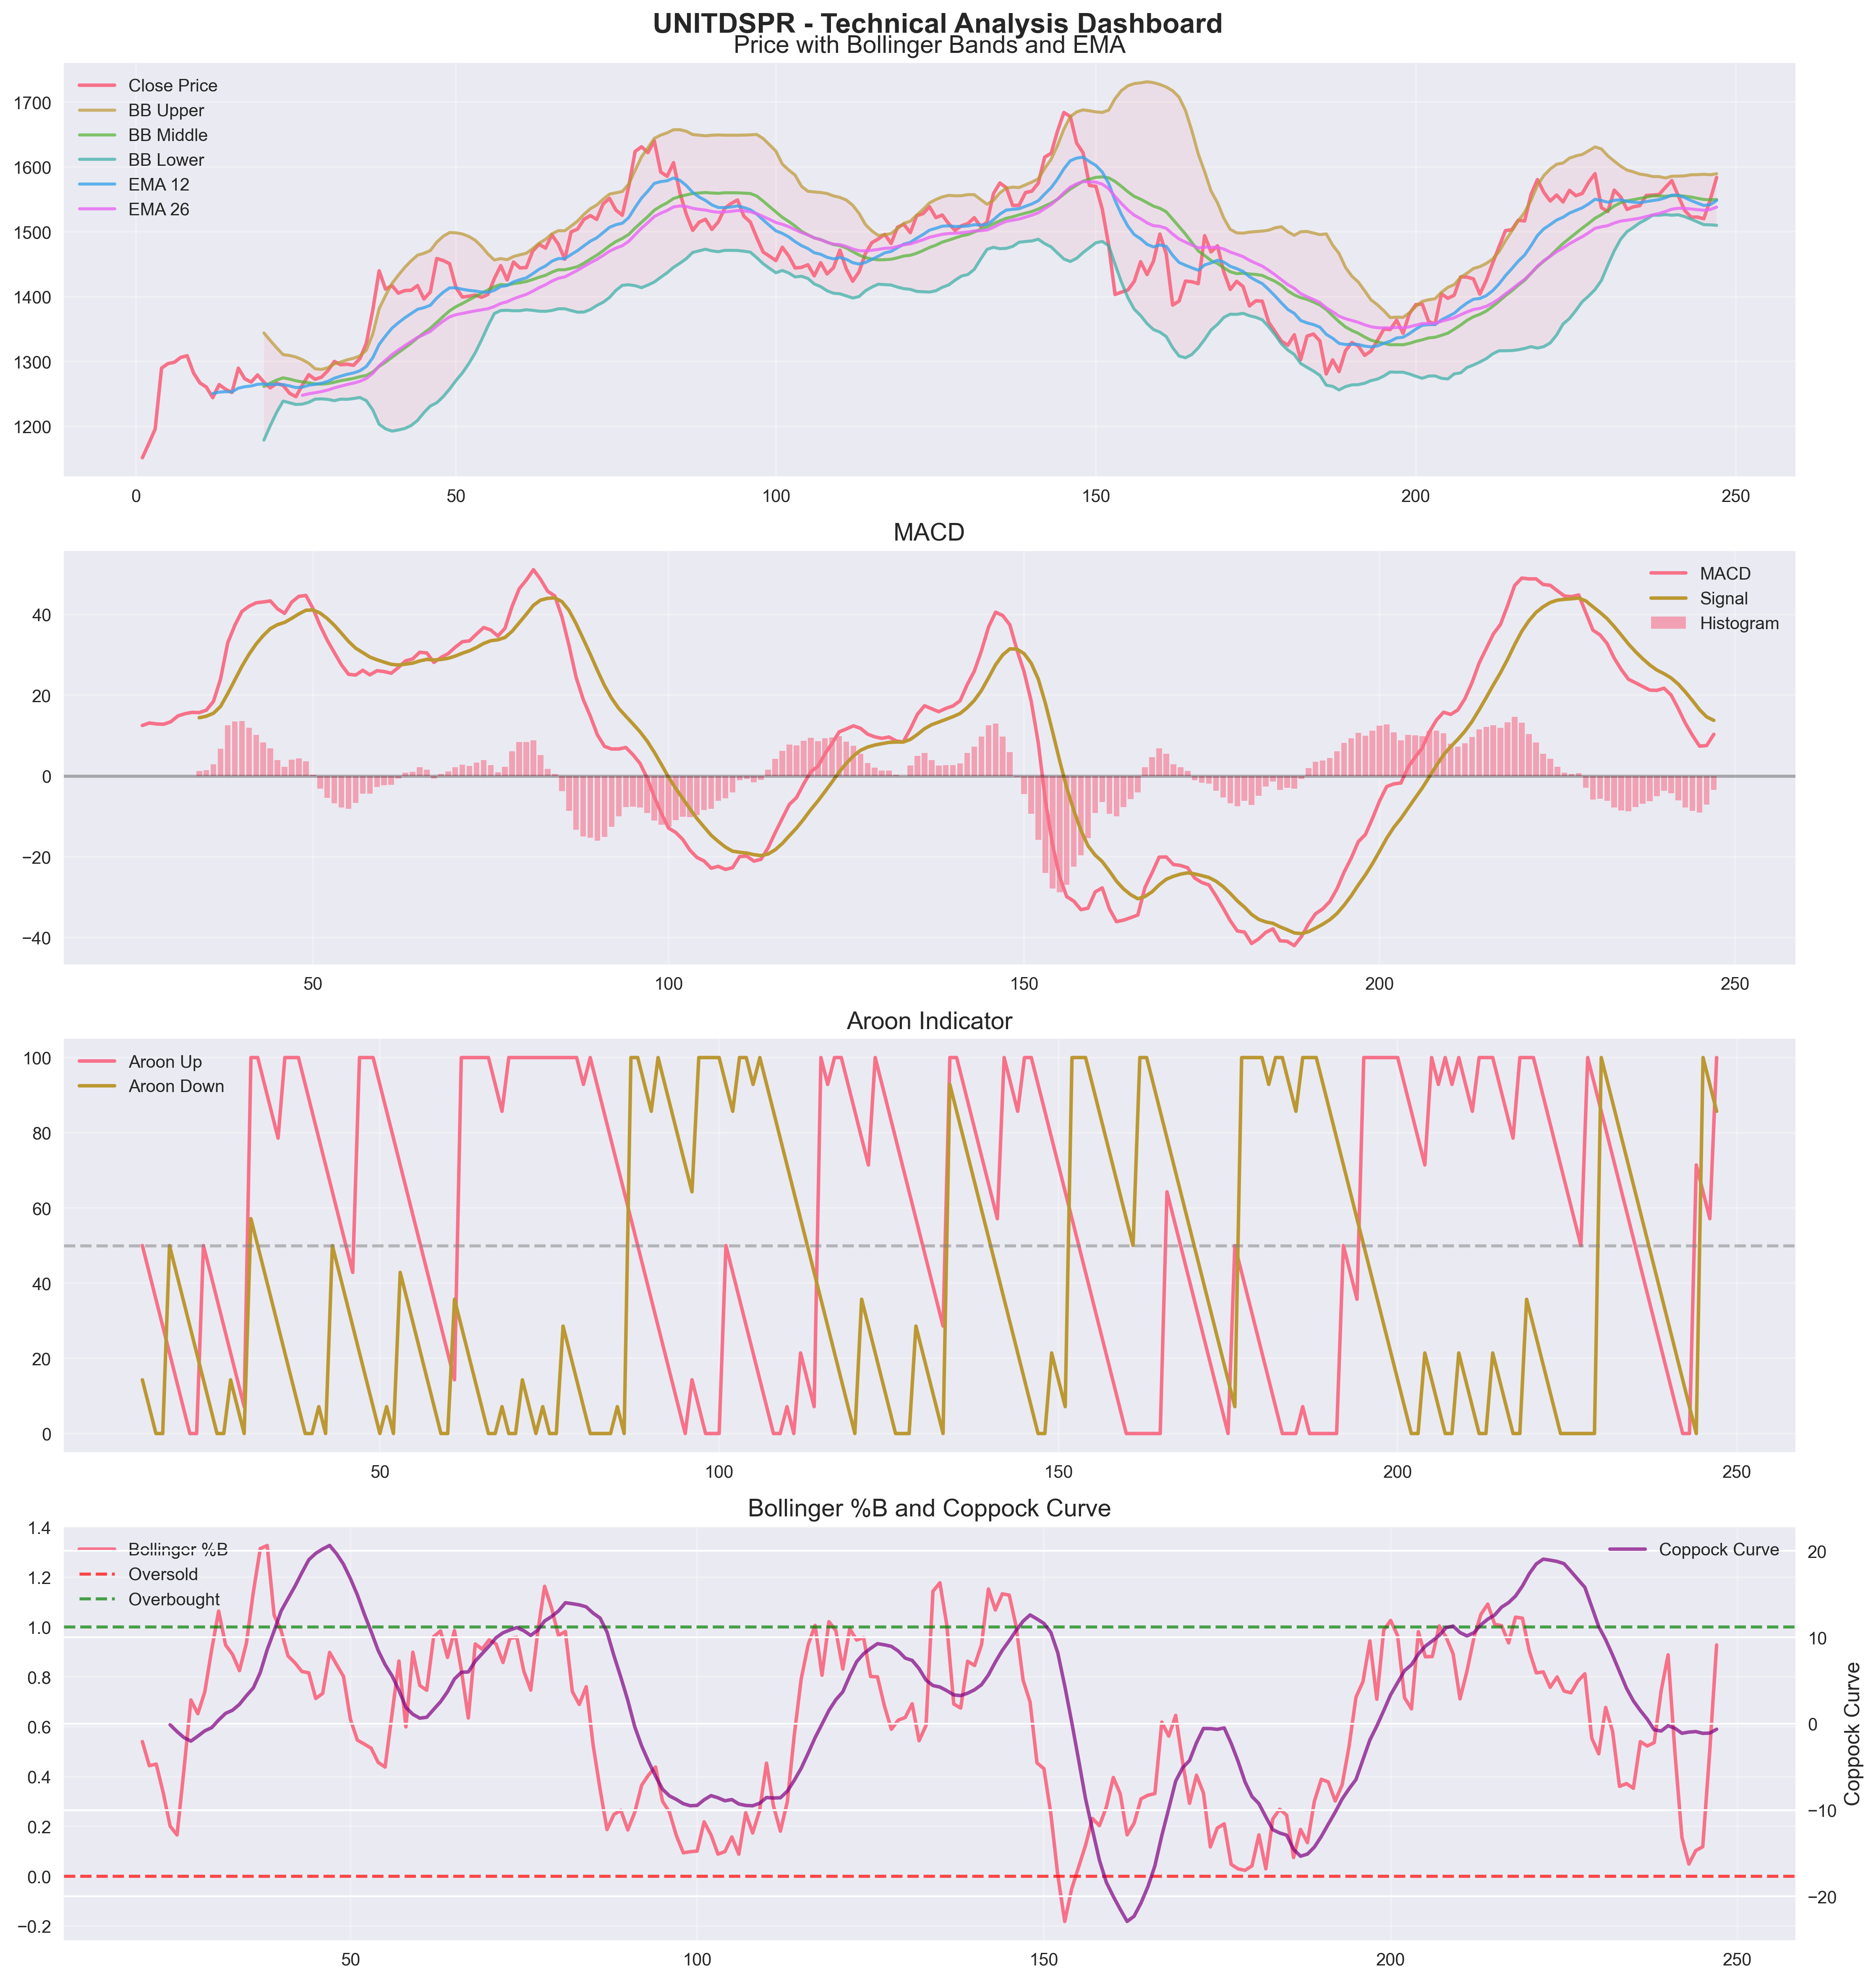 UNITDSPR - Technical Analysis Dashboard
Price with Bollinger Bands and EMA
Close Price
BB Upper
BB Middle
BB Lower
EMA 12
EMA 26
1700
1600
1500
1400
1300
1200
0 50 100 150 200 250
MACD
MACD
Signal
Histogram
40
20
0
−20
−40
50 100 150 200 250
Aroon Indicator
Aroon Up
Aroon Down
100
80
60
40
20
0
50 100 150 200 250
Bollinger %B and Coppock Curve
Bollinger %B
Oversold
Overbought
Coppock Curve
1.4
1.2
1.0
0.8
0.6
0.4
0.2
0.0
−0.2
20
10
0
−10
−20
Coppock Curve
50 100 150 200 250